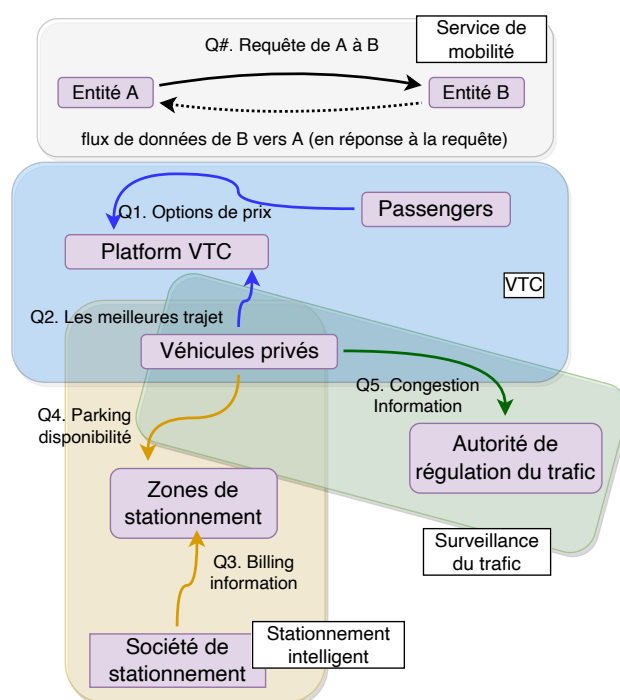 Service de
mobilité
Q#. Requête de A à B
Entité A
Entité B
flux de données de B vers A (en réponse à la requête)
Q1. Options de prix
Passengers
Platform VTC
VTC
Q2. Les meilleures trajet
Véhicules privés
Q5. Congestion
Information
Q4. Parking
disponibilité
Autorité de
régulation du trafic
Zones de
stationnement
Surveillance
du trafic
Q3. Billing
information
Société de
stationnement
Stationnement
intelligent